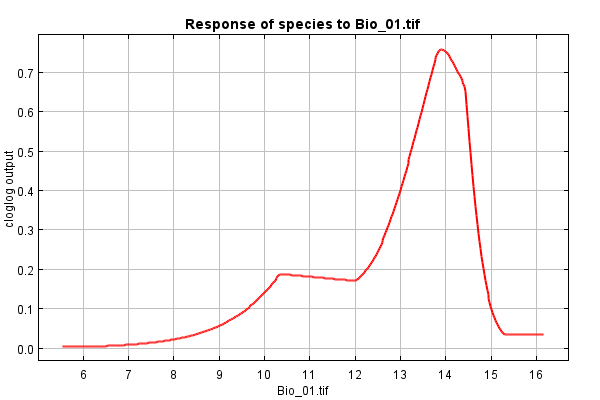 Response of species to Bio_01.tif
cloglog output
0.7
0.6
0.5
0.4
0.3
0.2
0.1
0.0
6 7 8 9 10 11 12 13 14 15 16
Bio_01.tif